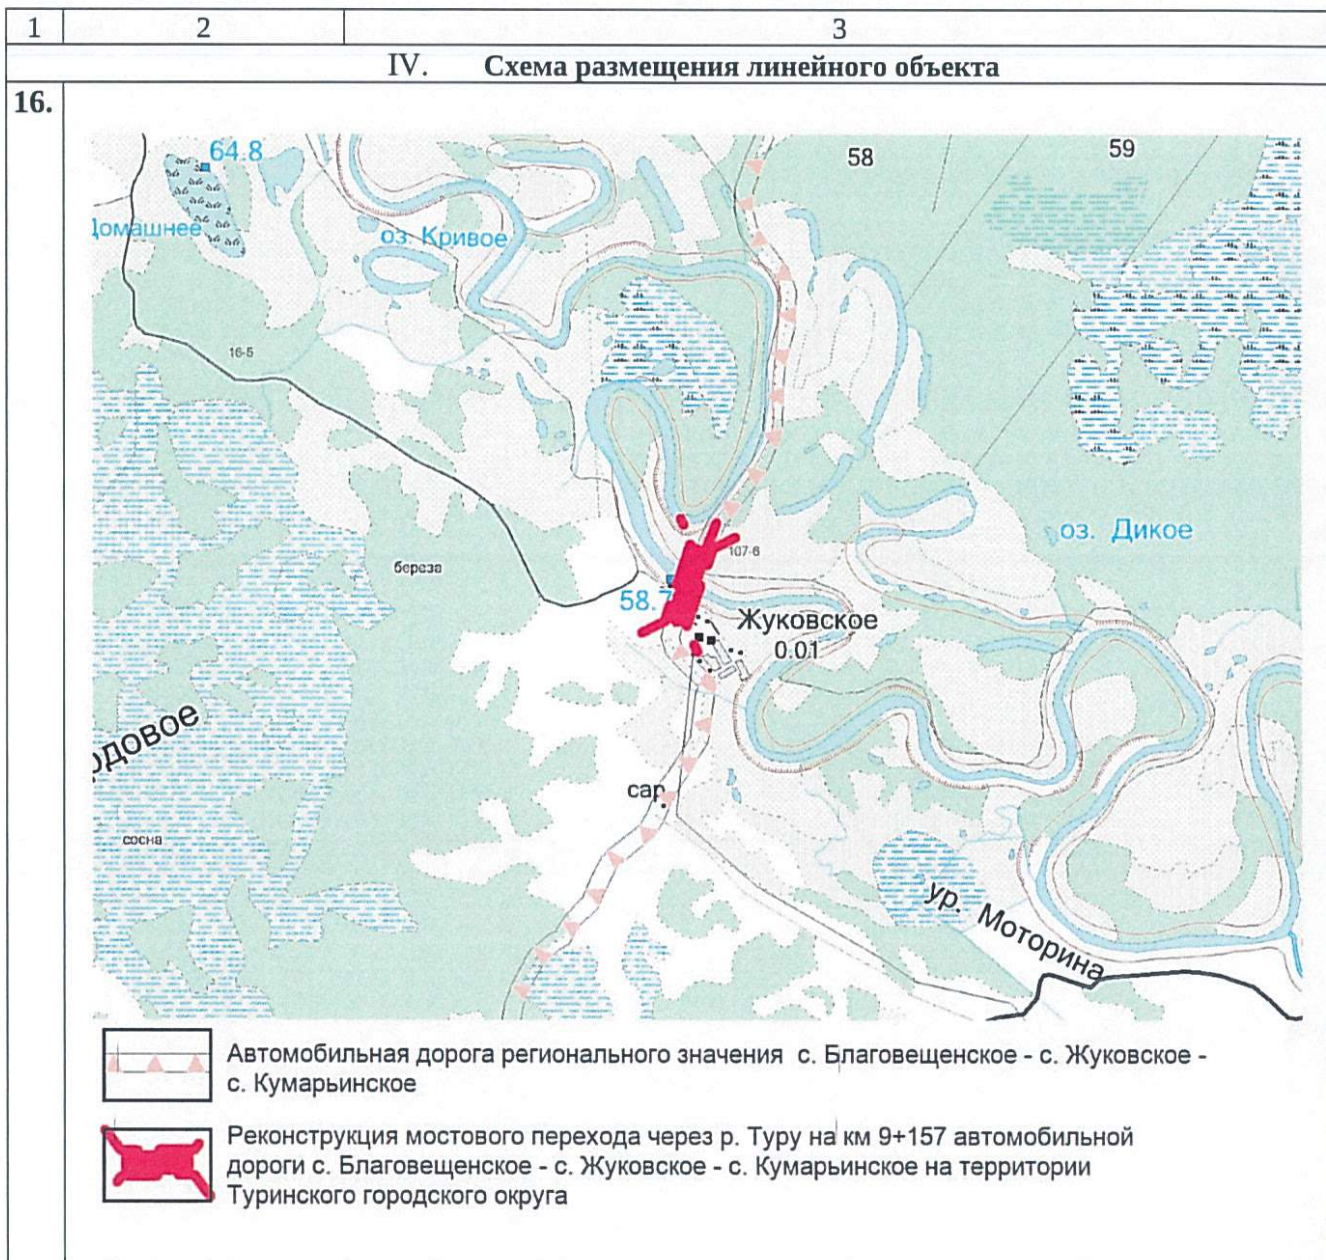 1 2 3
IV. Схема размещения линейного объекта
16.
64.8
58
59
Домашнее
оз. Кривое
16-5
оз. Дикое
107-6
береза
58.7
Жуковское
0.01
одовое
сар
сосна
ур. Моторина
Автомобильная дорога регионального значения с. Благовещенское - с. Жуковское -
с. Кумарьинское
Реконструкция мостового перехода через р. Туру на км 9+157 автомобильной
дороги с. Благовещенское - с. Жуковское - с. Кумарьинское на территории
Туринского городского округа